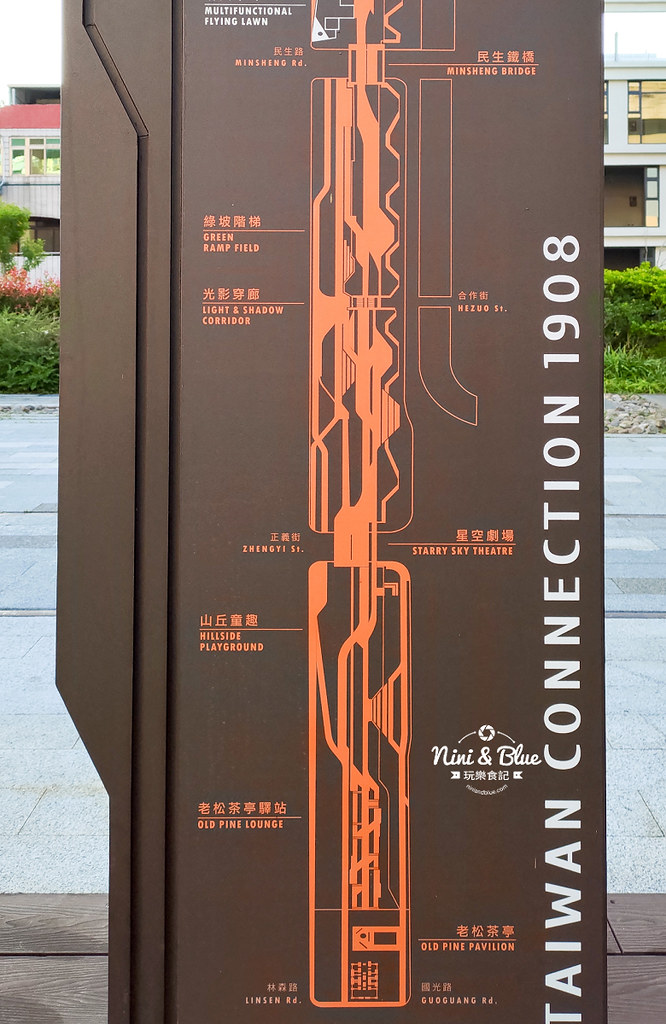 MULTIFUNCTIONAL
FLYING LAWN
民生路
MINSHENG Rd.
民生鐵橋
MINSHENG BRIDGE
綠坡階梯
GREEN
RAMP FIELD
光影穿廊
LIGHT & SHADOW
CORRIDOR
合作街
HEZUO St.
正義街
ZHENGYI St.
星空劇場
STARRY SKY THEATRE
山丘童趣
HILLSIDE
PLAYGROUND
老松茶亭驛站
OLD PINE LOUNGE
老松茶亭
OLD PINE PAVILION
林森路
LINSEN Rd.
國光路
GUOGUANG Rd.
TAIWAN CONNECTION 1908
Nini & Blue
玩樂食記
niniandblue.com